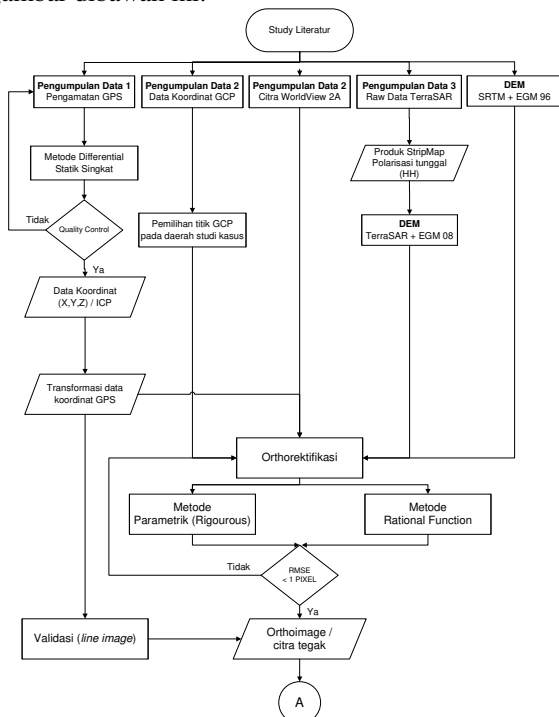 Study Literatur
Pengumpulan Data 1
Pengamatan GPS
Pengumpulan Data 2
Data Koordinat GCP
Pengumpulan Data 2
Citra WorldView 2A
Pengumpulan Data 3
Raw Data TerraSAR
DEM
SRTM + EGM 96
Metode Differential
Statik Singkat
Produk StripMap
Polarisasi tunggal
(HH)
Tidak
Quality Control
Pemilihan titik GCP
pada daerah studi kasus
DEM
TerraSAR + EGM 08
Ya
Data Koordinat
(X,Y,Z) / ICP
Transformasi data
koordinat GPS
Orthorektifikasi
Metode
Parametrik (Rigourous)
Metode
Rational Function
Tidak
RMSE
< 1 PIXEL
Ya
Validasi (line image)
Orthoimage /
citra tegak
A